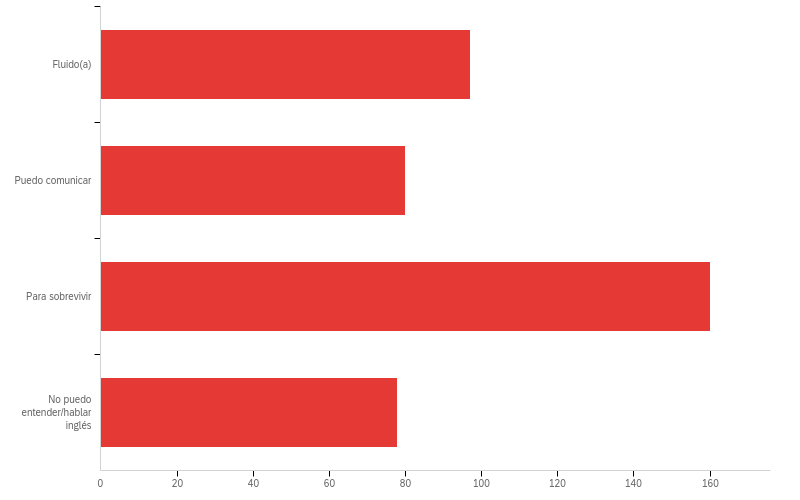 Fluido(a)
Puedo comunicar
Para sobrevivir
No puedo
entender/hablar
inglés
0 20 40 60 80 100 120 140 160